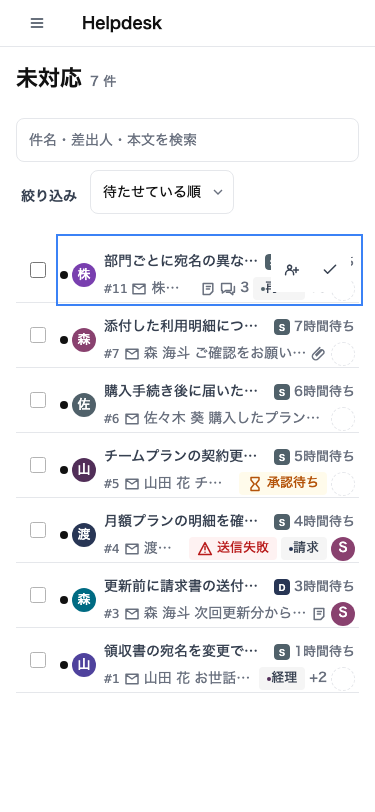 Helpdesk
未対応 7 件
件名・差出人・本文を検索
絞り込み 待たせている順
株 部門ごとに宛名の異な…
#11 株… 3
森 添付した利用明細につ… S 7時間待ち
#7 森 海斗 ご確認をお願い…
佐 購入手続き後に届いた… S 6時間待ち
#6 佐々木 葵 購入したプラン…
山 チームプランの契約更… S 5時間待ち
#5 山田 花 チ… 承認待ち
渡 月額プランの明細を確… S 4時間待ち
#4 渡… 送信失敗 •請求 S
森 更新前に請求書の送付… D 3時間待ち
#3 森 海斗 次回更新分から… S
山 領収書の宛名を変更で… S 1時間待ち
#1 山田 花 お世話… •経理 +2